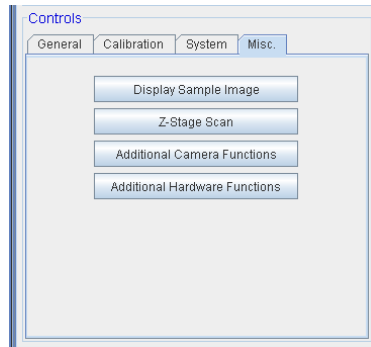 Controls
General Calibration System Misc.
Display Sample Image
Z-Stage Scan
Additional Camera Functions
Additional Hardware Functions